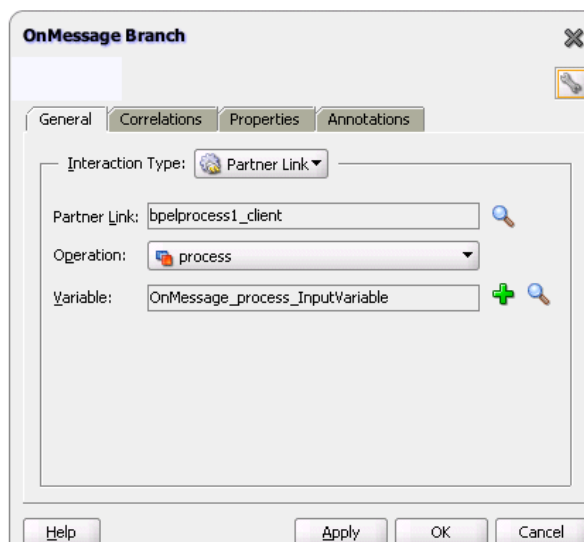 OnMessage Branch
General Correlations Properties Annotations
Interaction Type: Partner Link
Partner Link: bpelprocess1_client
Operation: process
Variable: OnMessage_process_InputVariable
Help Apply OK Cancel